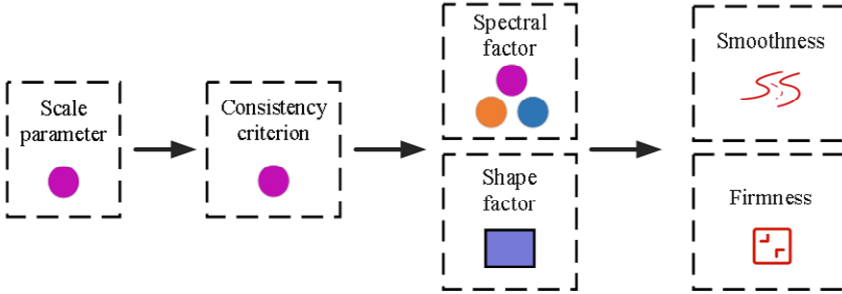 Scale
parameter
Consistency
criterion
Spectral
factor
Shape
factor
Smoothness
Firmness